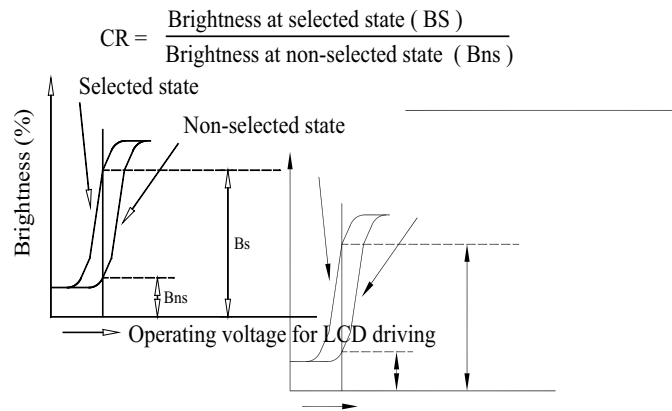 CR = Brightness at selected state ( BS )
Brightness at non-selected state ( Bns )
Selected state
Non-selected state
Brightness (%)
Bs
Bns
Operating voltage for LCD driving